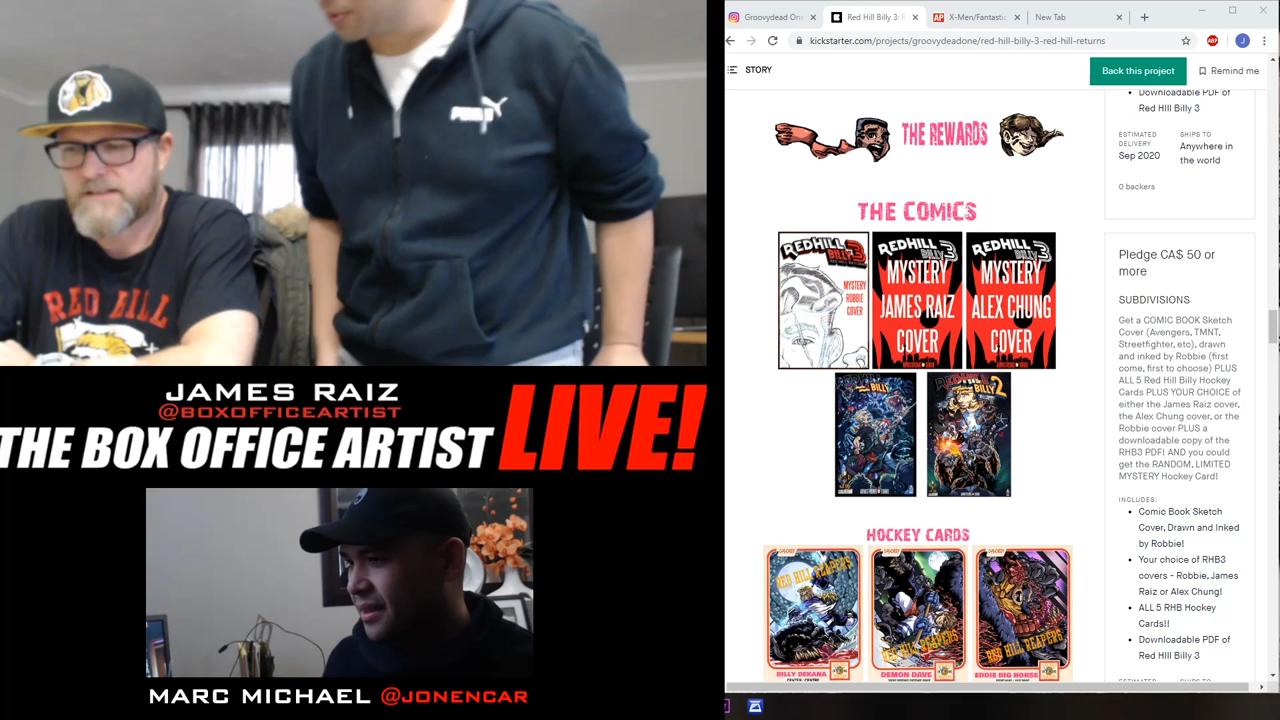 Groovydead On
Red Hill Billy 3: R
X-Men/Fantastic
New Tab
kickstarter.com/projects/groovydeadone/red-hill-billy-3-red-hill-returns
STORY
Back this project
Remind me
THE REWARDS
THE COMICS
REDHILL BILLY 3
MYSTERY ROBBIE COVER
REDHILL BILLY 3
MYSTERY
JAMES RAIZ
COVER
REDHILL BILLY 3
MYSTERY
ALEX CHUNG
COVER
BILLY
BILLY 2
HOCKEY CARDS
RED HILL REAPERS
BILLY DEKANA
RED HILL REAPERS
DEMON DAVE
RED HILL REAPERS
EDDIE BIG HORSE
Downloadable PDF of
Red HIll Billy 3
ESTIMATED
DELIVERY
Sep 2020
SHIPS TO
Anywhere in
the world
0 backers
Pledge CA$ 50 or
more
SUBDIVISIONS
Get a COMIC BOOK Sketch
Cover (Avengers, TMNT,
Streetfighter, etc), drawn
and inked by Robbie (first
come, first to choose) PLUS
ALL 5 Red Hill Billy Hockey
Cards PLUS YOUR CHOICE of
either the James Raiz cover,
the Alex Chung cover, or the
Robbie cover PLUS a
downloadable copy of the
RHB3 PDF! AND you could
get the RANDOM, LIMITED
MYSTERY Hockey Card!
INCLUDES:
Comic Book Sketch
Cover, Drawn and Inked
by Robbie!
Your choice of RHB3
covers - Robbie, James
Raiz or Alex Chung!
ALL 5 RHB Hockey
Cards!!
Downloadable PDF of
Red HIll Billy 3
PUMA
RED HILL
JAMES RAIZ
@BOXOFFICEARTIST
THE BOX OFFICE ARTIST LIVE!
MARC MICHAEL @JONENCAR